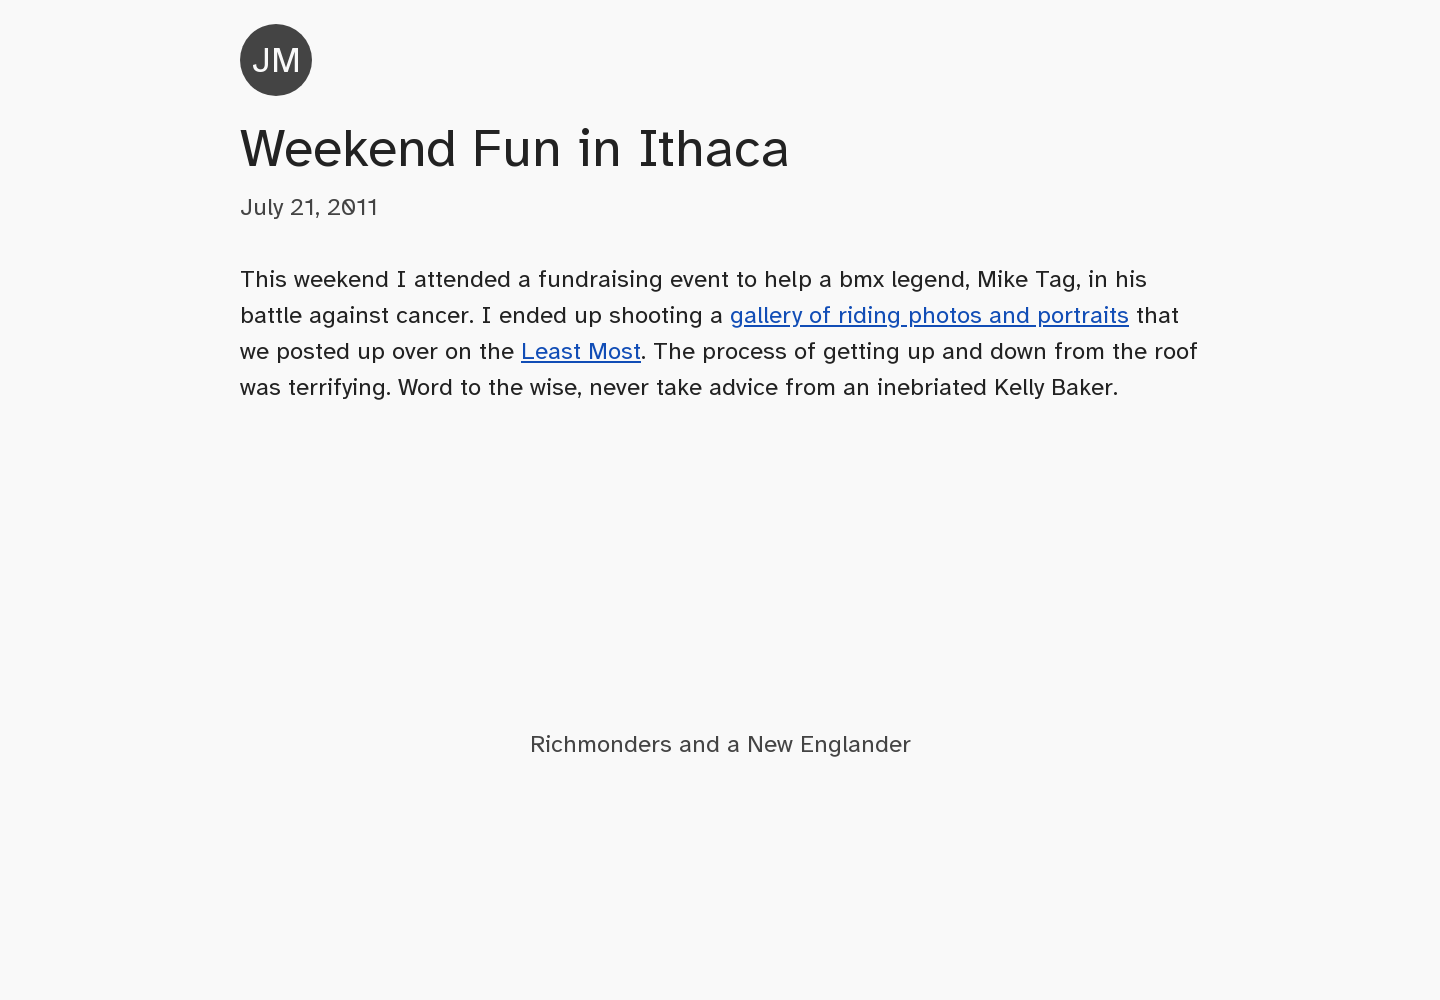 JM
Weekend Fun in Ithaca
July 21, 2011
This weekend I attended a fundraising event to help a bmx legend, Mike Tag, in his
battle against cancer. I ended up shooting a gallery of riding photos and portraits that
we posted up over on the Least Most. The process of getting up and down from the roof
was terrifying. Word to the wise, never take advice from an inebriated Kelly Baker.
Richmonders and a New Englander